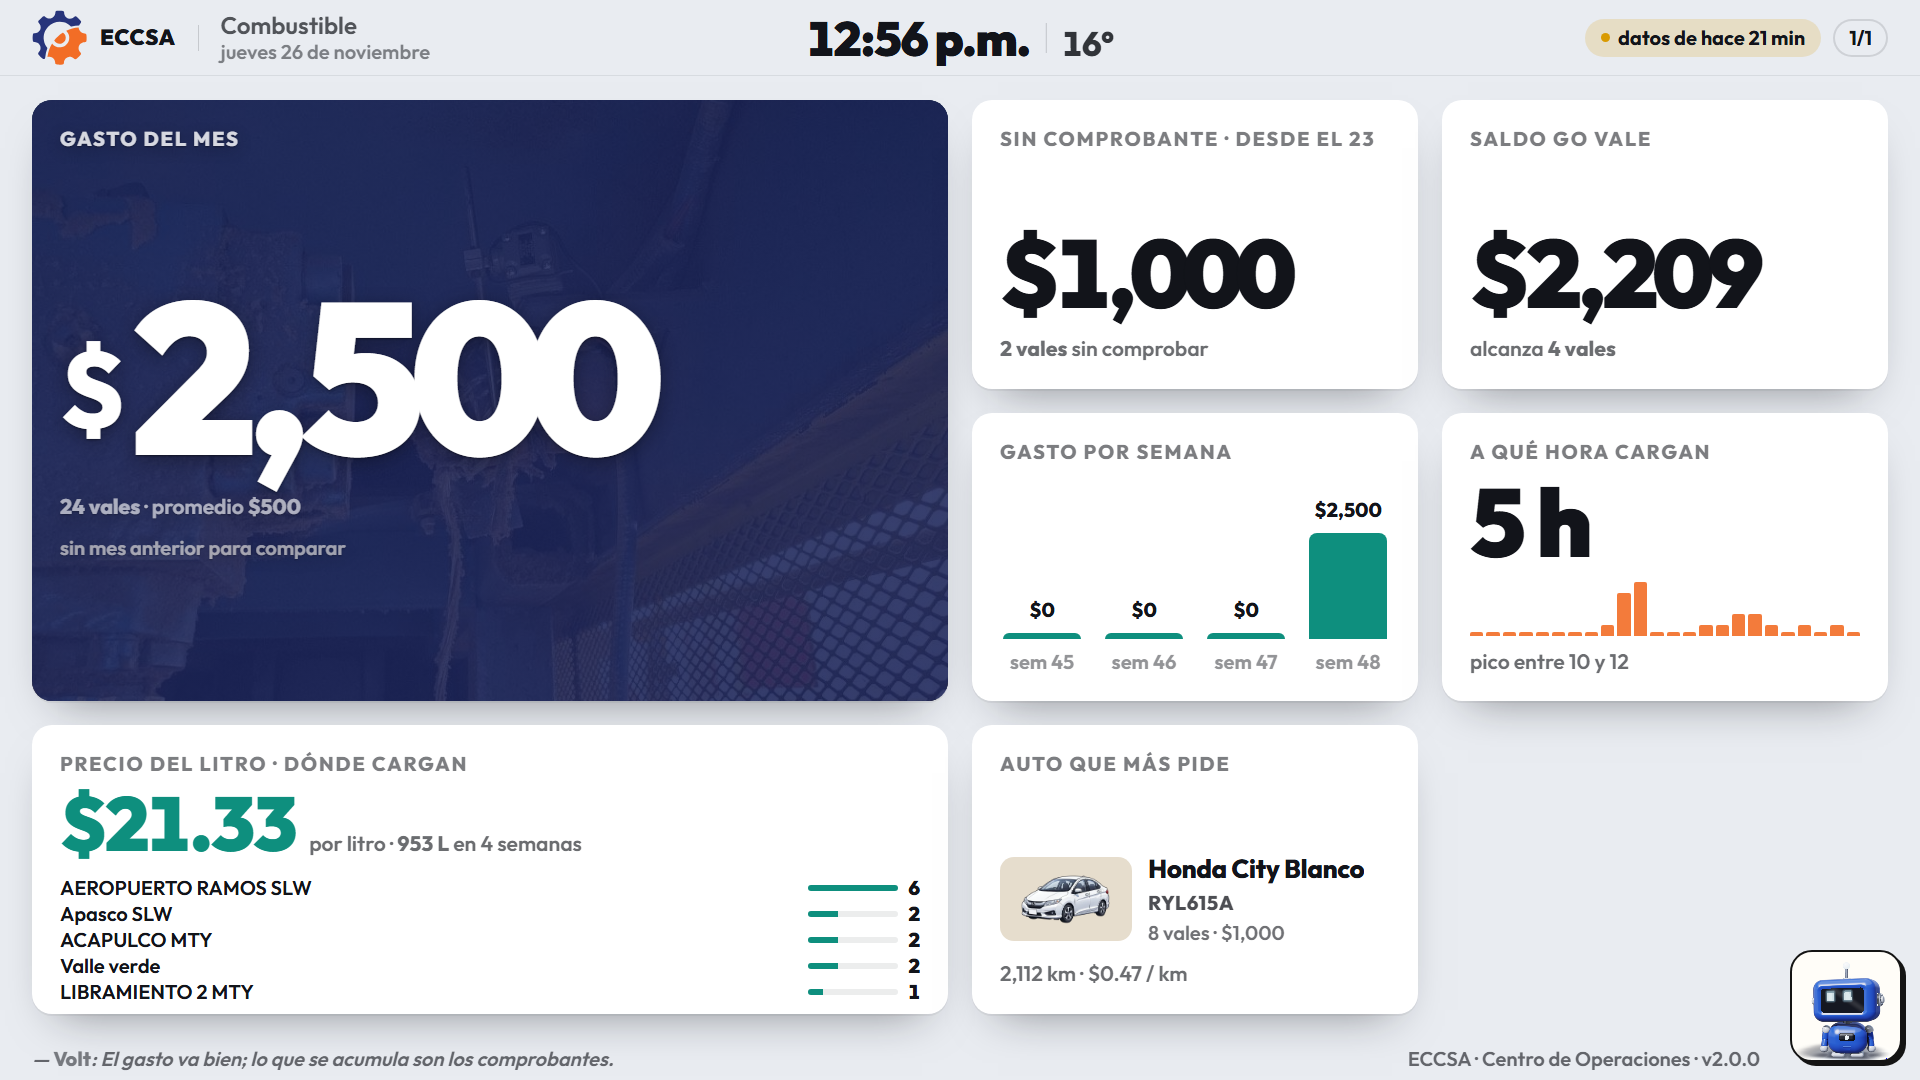 ECCSA
Combustible
jueves 26 de noviembre
12:56 p.m.
16°
datos de hace 21 min
1/1
GASTO DEL MES
$2,500
24 vales · promedio $500
sin mes anterior para comparar
SIN COMPROBANTE · DESDE EL 23
$1,000
2 vales sin comprobar
SALDO GO VALE
$2,209
alcanza 4 vales
GASTO POR SEMANA
$0
$0
$0
$2,500
sem 45
sem 46
sem 47
sem 48
A QUÉ HORA CARGAN
5 h
pico entre 10 y 12
PRECIO DEL LITRO · DÓNDE CARGAN
$21.33 por litro · 953 L en 4 semanas
AEROPUERTO RAMOS SLW 6
Apasco SLW 2
ACAPULCO MTY 2
Valle verde 2
LIBRAMIENTO 2 MTY 1
AUTO QUE MÁS PIDE
Honda City Blanco
RYL615A
8 vales · $1,000
2,112 km · $0.47 / km
— Volt: El gasto va bien; lo que se acumula son los comprobantes.
ECCSA · Centro de Operaciones · v2.0.0